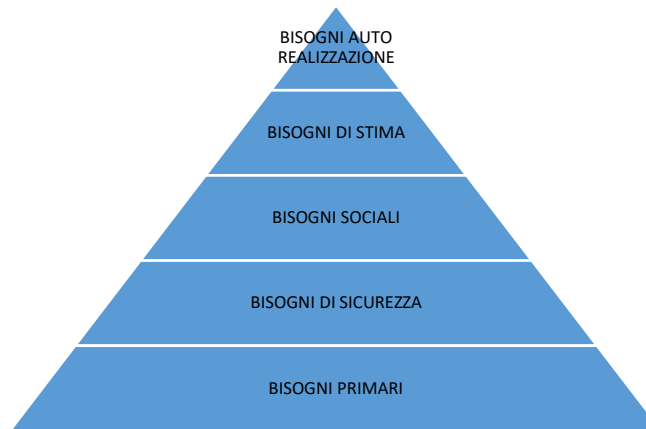 BISOGNI AUTO
REALIZZAZIONE
BISOGNI DI STIMA
BISOGNI SOCIALI
BISOGNI DI SICUREZZA
BISOGNI PRIMARI